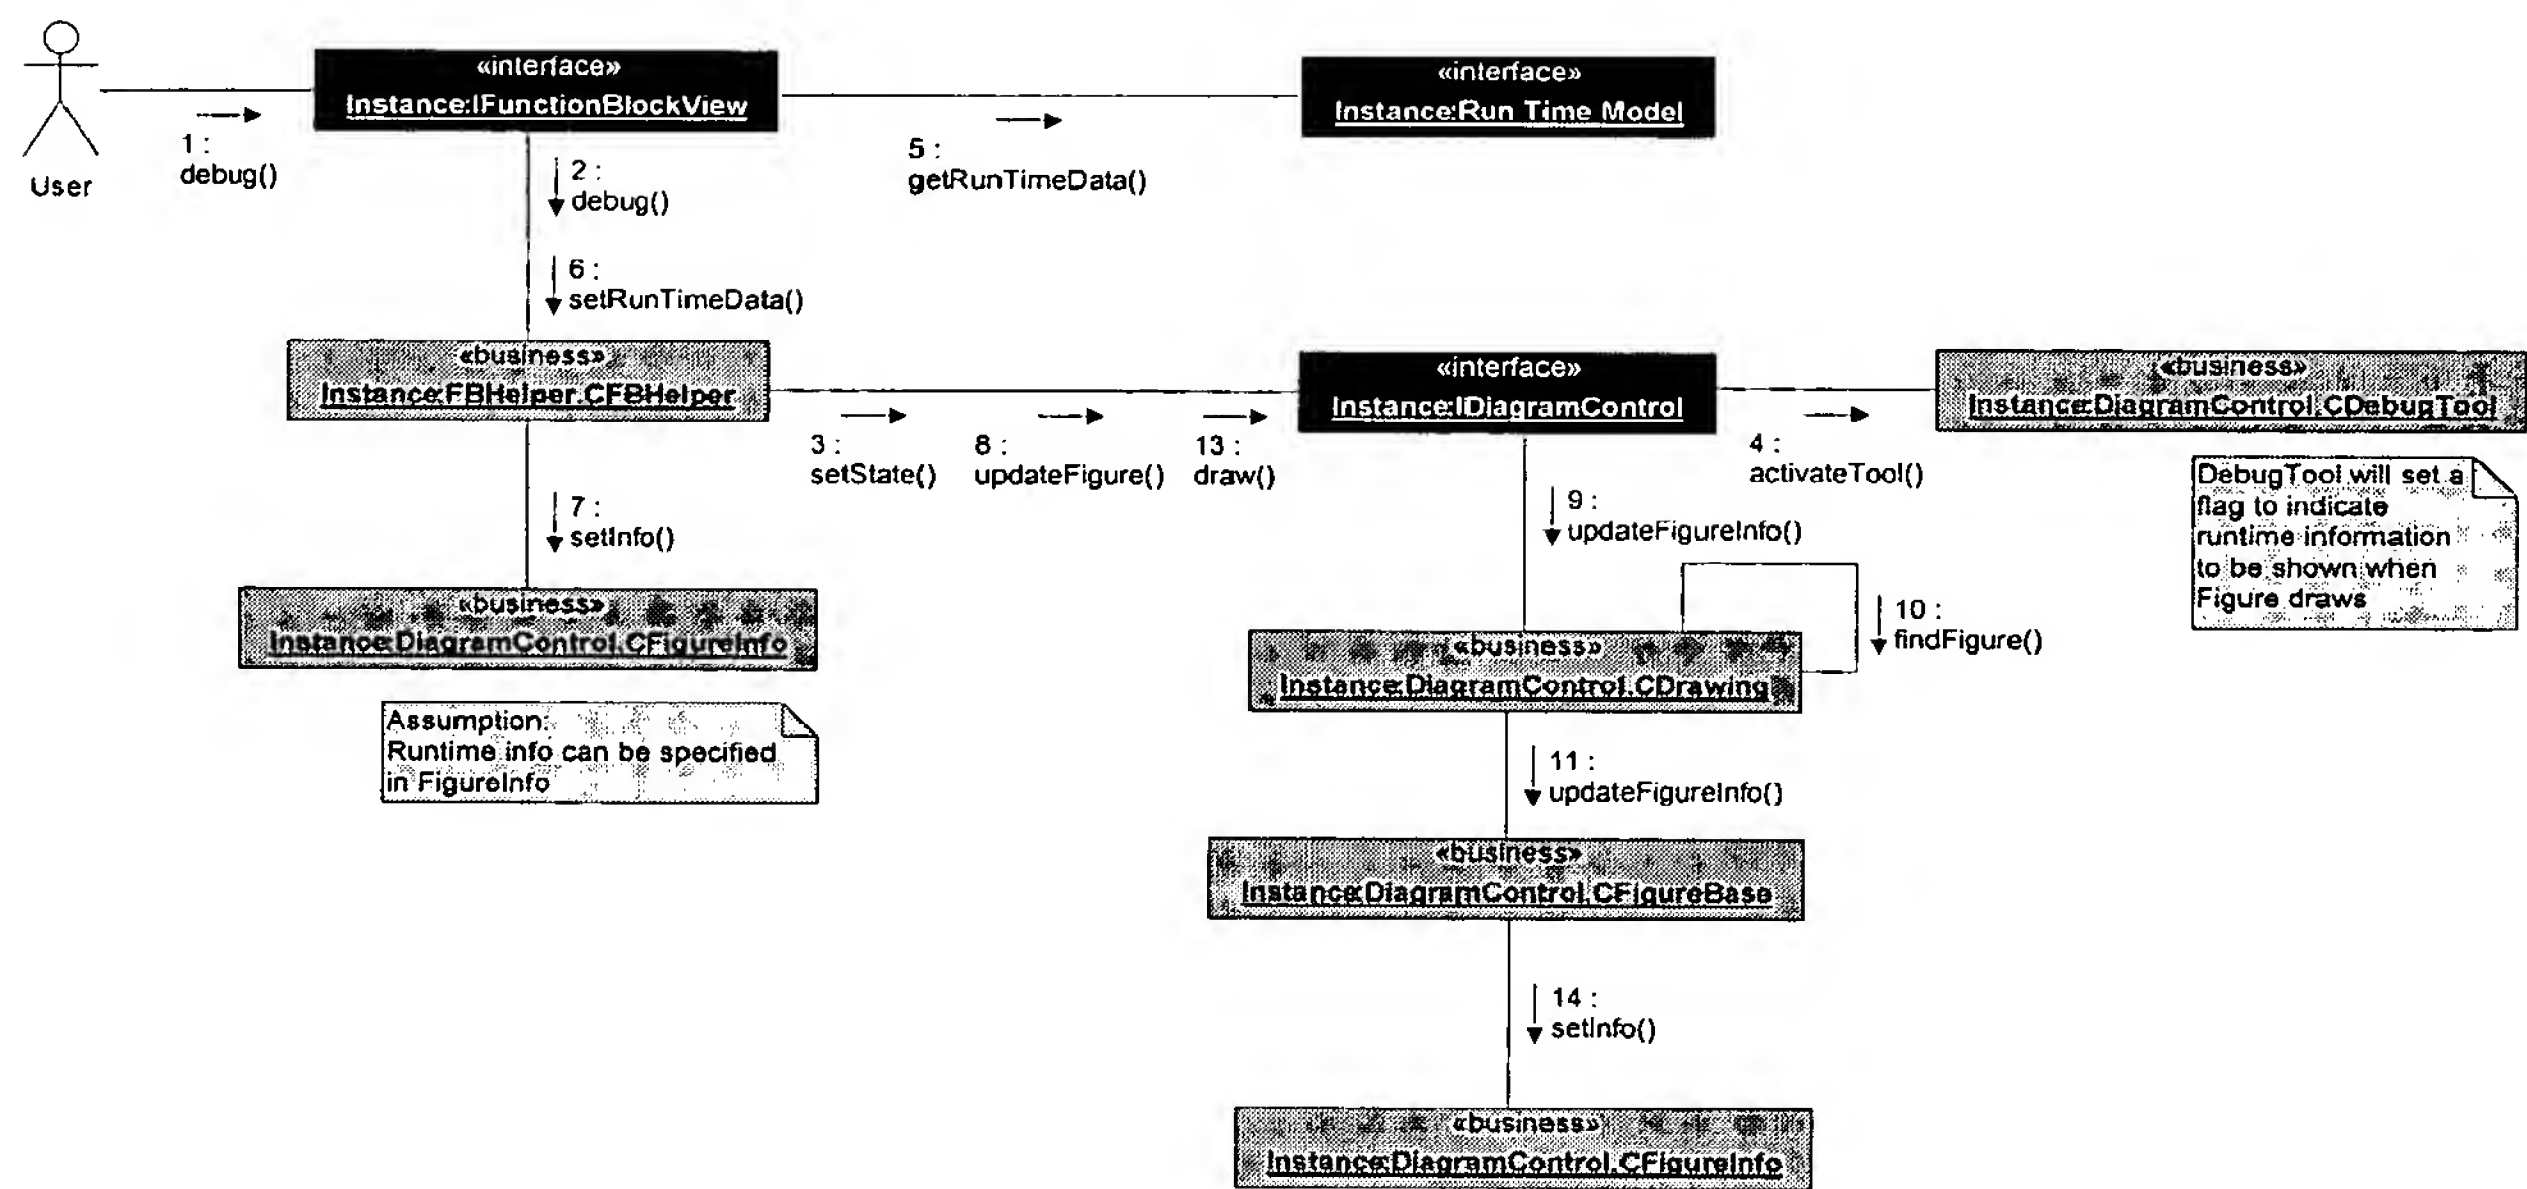 User
«interface»
Instance:IFunctionBlockView
1 :
debug()
5 :
getRunTimeData()
«interface»
Instance:Run Time Model
2 :
debug()
6 :
setRunTimeData()
«business»
Instance:FBHelper.CFBHelper
3 :
setState()
8 :
updateFigure()
13 :
draw()
«interface»
Instance:IDiagramControl
4 :
activateTool()
«business»
Instance:DiagramControl.CDebugTool
DebugTool will set a
flag to indicate
runtime information
to be shown when
Figure draws
7 :
setInfo()
«business»
Instance:DiagramControl.CFigureInfo
Assumption:
Runtime info can be specified
in FigureInfo
9 :
updateFigureInfo()
10 :
findFigure()
«business»
Instance:DiagramControl.CDrawing
11 :
updateFigureInfo()
«business»
Instance:DiagramControl.CFigureBase
14 :
setInfo()
«business»
Instance:DiagramControl.CFigureInfo